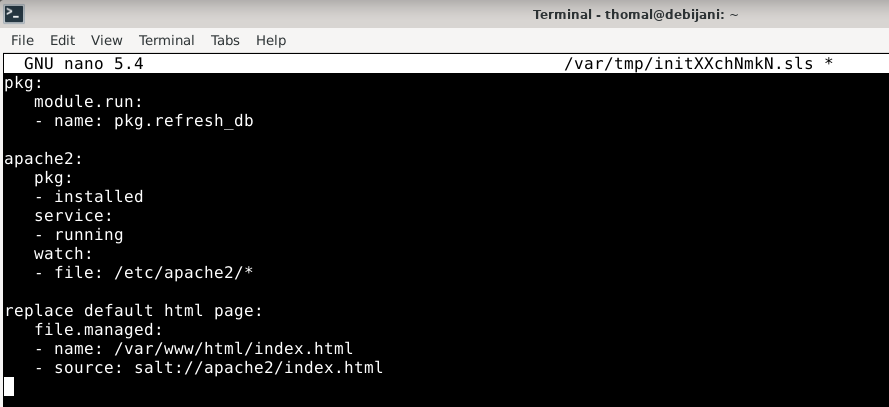 Terminal - thomal@debijani: ~
File Edit View Terminal Tabs Help
GNU nano 5.4 /var/tmp/initXXchNmkN.sls *
pkg:
   module.run:
   - name: pkg.refresh_db

apache2:
   pkg:
   - installed
   service:
   - running
   watch:
   - file: /etc/apache2/*

replace default html page:
   file.managed:
   - name: /var/www/html/index.html
   - source: salt://apache2/index.html